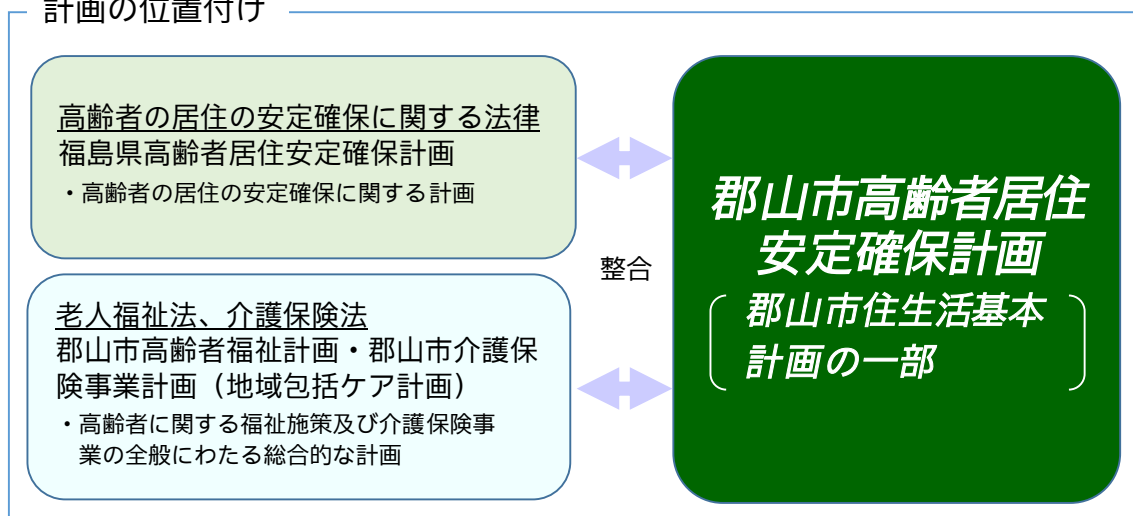 計画の位置付け
高齢者の居住の安定確保に関する法律
福島県高齢者居住安定確保計画
・高齢者の居住の安定確保に関する計画
老人福祉法、介護保険法
郡山市高齢者福祉計画・郡山市介護保
険事業計画（地域包括ケア計画）
・高齢者に関する福祉施策及び介護保険事
業の全般にわたる総合的な計画
整合
郡山市高齢者居住
安定確保計画
郡山市住生活基本
計画の一部